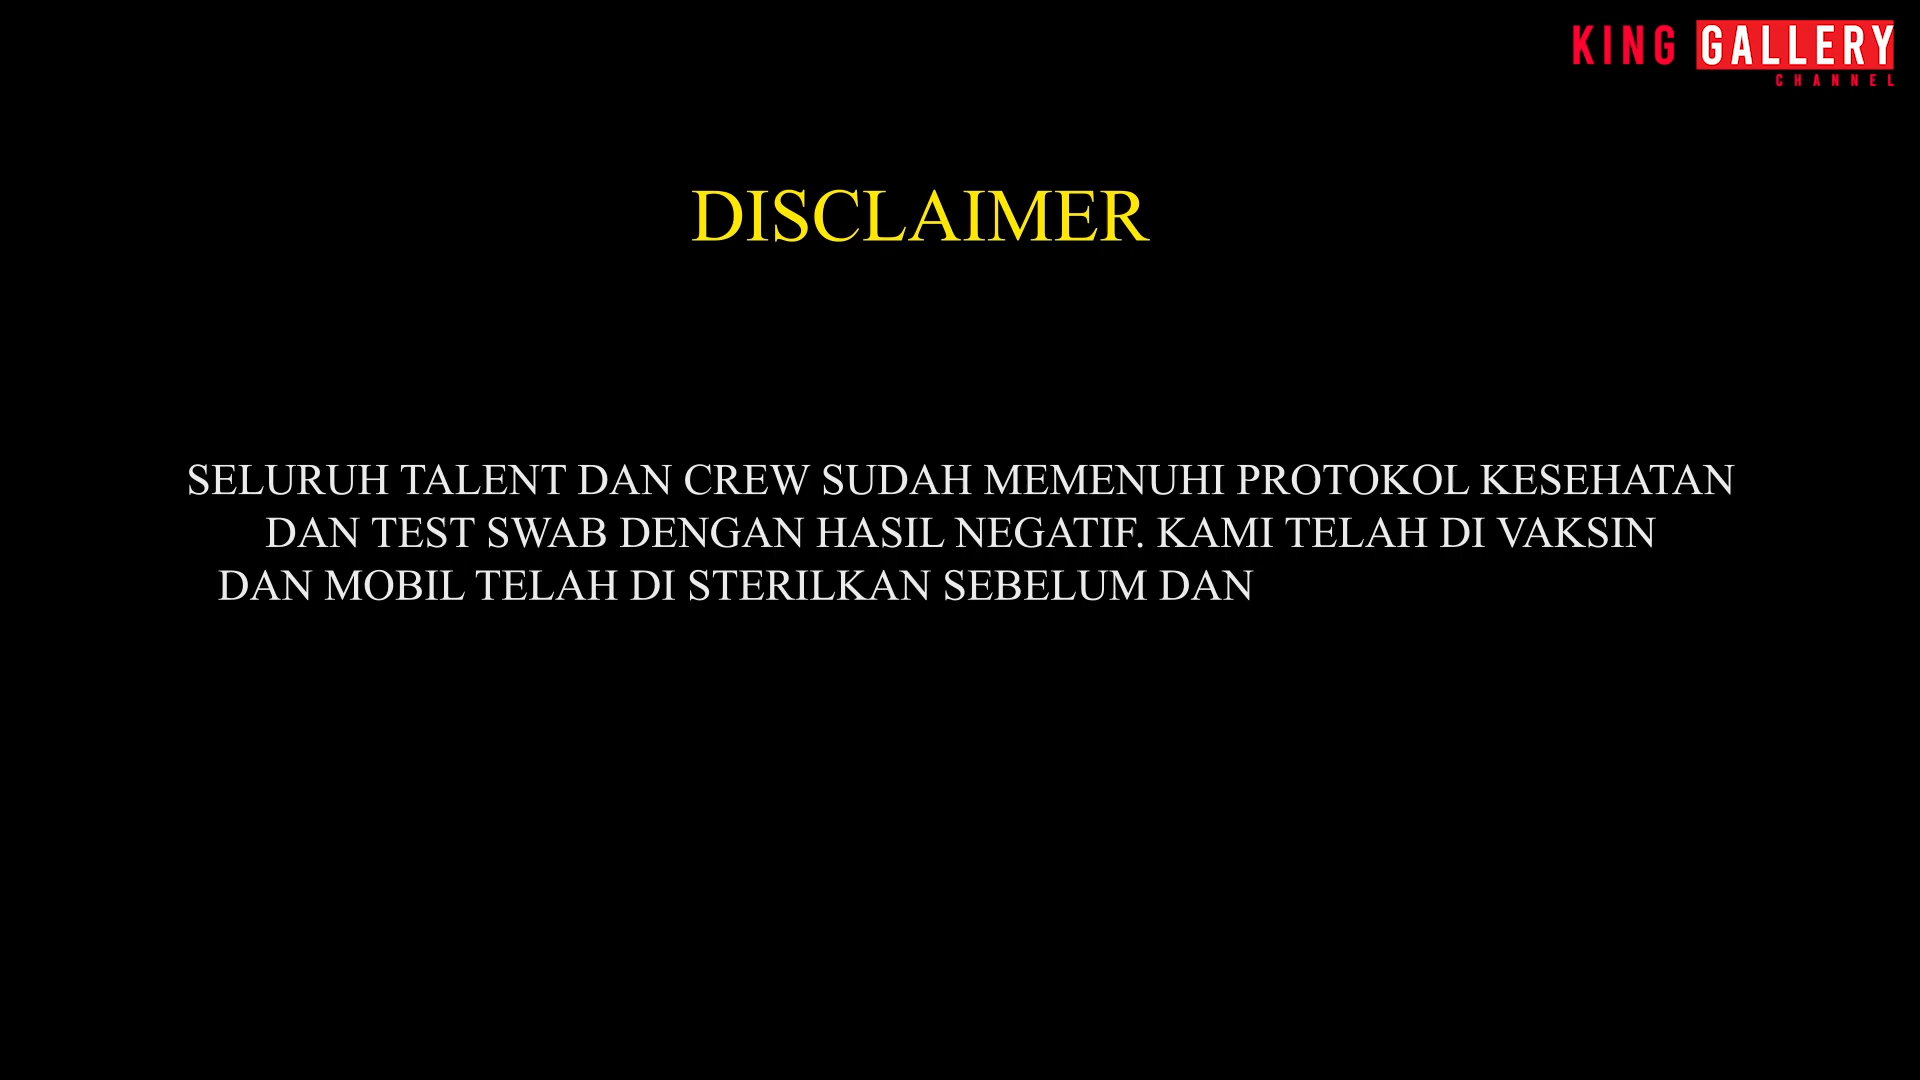 KING GALLERY
CHANNEL
DISCLAIMER
SELURUH TALENT DAN CREW SUDAH MEMENUHI PROTOKOL KESEHATAN
DAN TEST SWAB DENGAN HASIL NEGATIF. KAMI TELAH DI VAKSIN
DAN MOBIL TELAH DI STERILKAN SEBELUM DAN